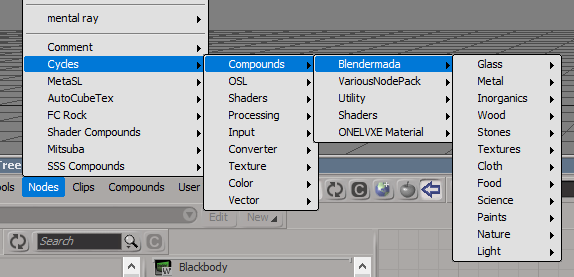 mental ray
Comment
Cycles
MetaSL
AutoCubeTex
FC Rock
Shader Compounds
Mitsuba
SSS Compounds
Compounds
OSL
Shaders
Processing
Input
Converter
Texture
Color
Vector
Blendermada
VariousNodePack
Utility
Shaders
ONELVXE Material
Glass
Metal
Inorganics
Wood
Stones
Textures
Cloth
Food
Science
Paints
Nature
Light
Tree
ools Nodes Clips Compounds User
Edit New
Search
Blackbody